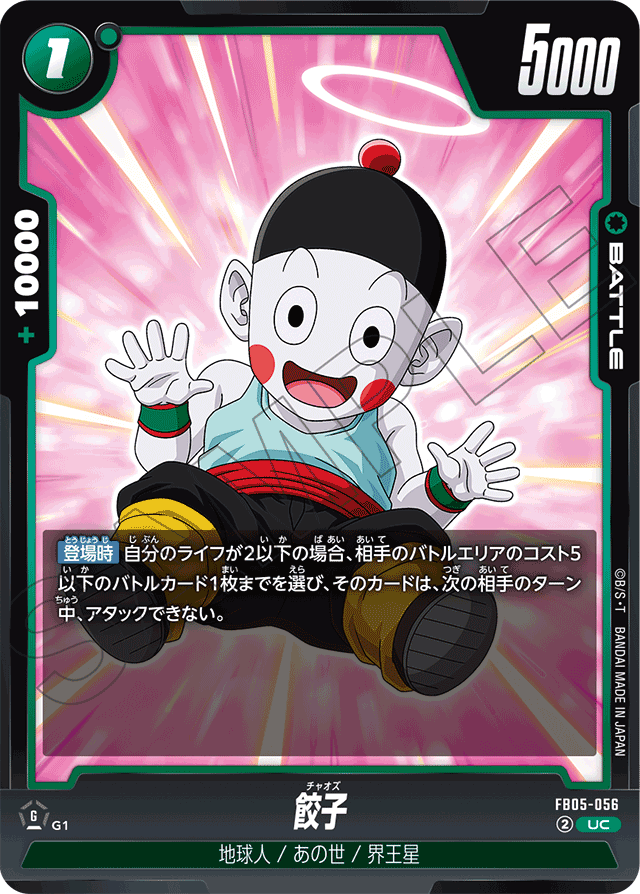 1
5000
+ 10000
BATTLE
SAMPLE
登場時 自分のライフが2以下の場合、相手のバトルエリアのコスト5
以下のバトルカード1枚までを選び、そのカードは、次の相手のターン
中、アタックできない。
©B/S・T BANDAI MADE IN JAPAN
チャオズ
餃子
FB05-056
G G1
② UC
地球人 / あの世 / 界王星